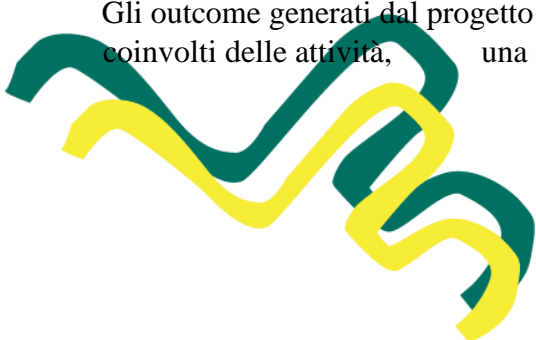 Gli outcome generati dal progetto
coinvolti delle attività, una